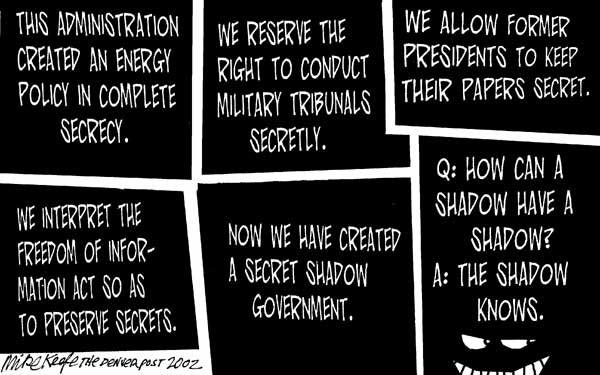 THIS ADMINISTRATION
CREATED AN ENERGY
POLICY IN COMPLETE
SECRECY.
WE RESERVE THE
RIGHT TO CONDUCT
MILITARY TRIBUNALS
SECRETLY.
WE ALLOW FORMER
PRESIDENTS TO KEEP
THEIR PAPERS SECRET.
WE INTERPRET THE
FREEDOM OF INFOR-
MATION ACT SO AS
TO PRESERVE SECRETS.
NOW WE HAVE CREATED
A SECRET SHADOW
GOVERNMENT.
Q: HOW CAN A
SHADOW HAVE A
SHADOW?
A: THE SHADOW
KNOWS.
Mike Keefe THE DENVER POST 2002